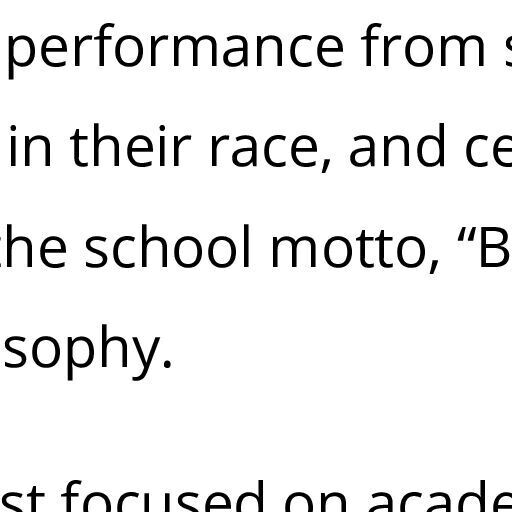 performance from s
in their race, and ce
the school motto, “B
sophy.
st focused on acade